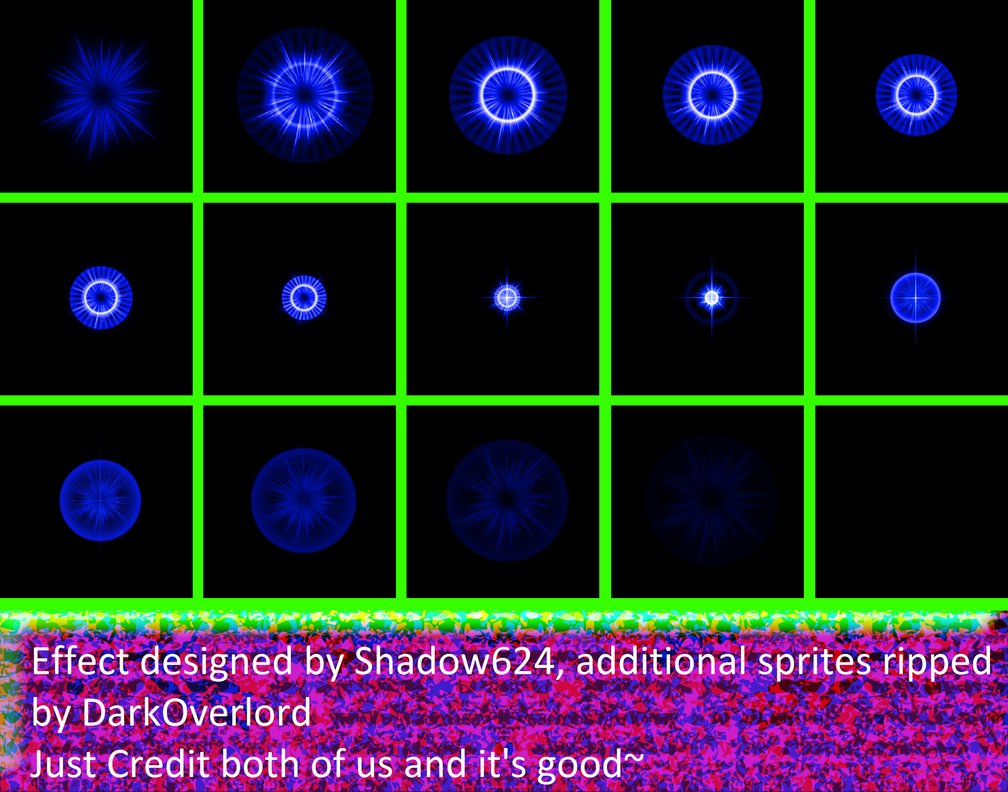 Effect designed by Shadow624, additional sprites ripped
by DarkOverlord
Just Credit both of us and it's good~